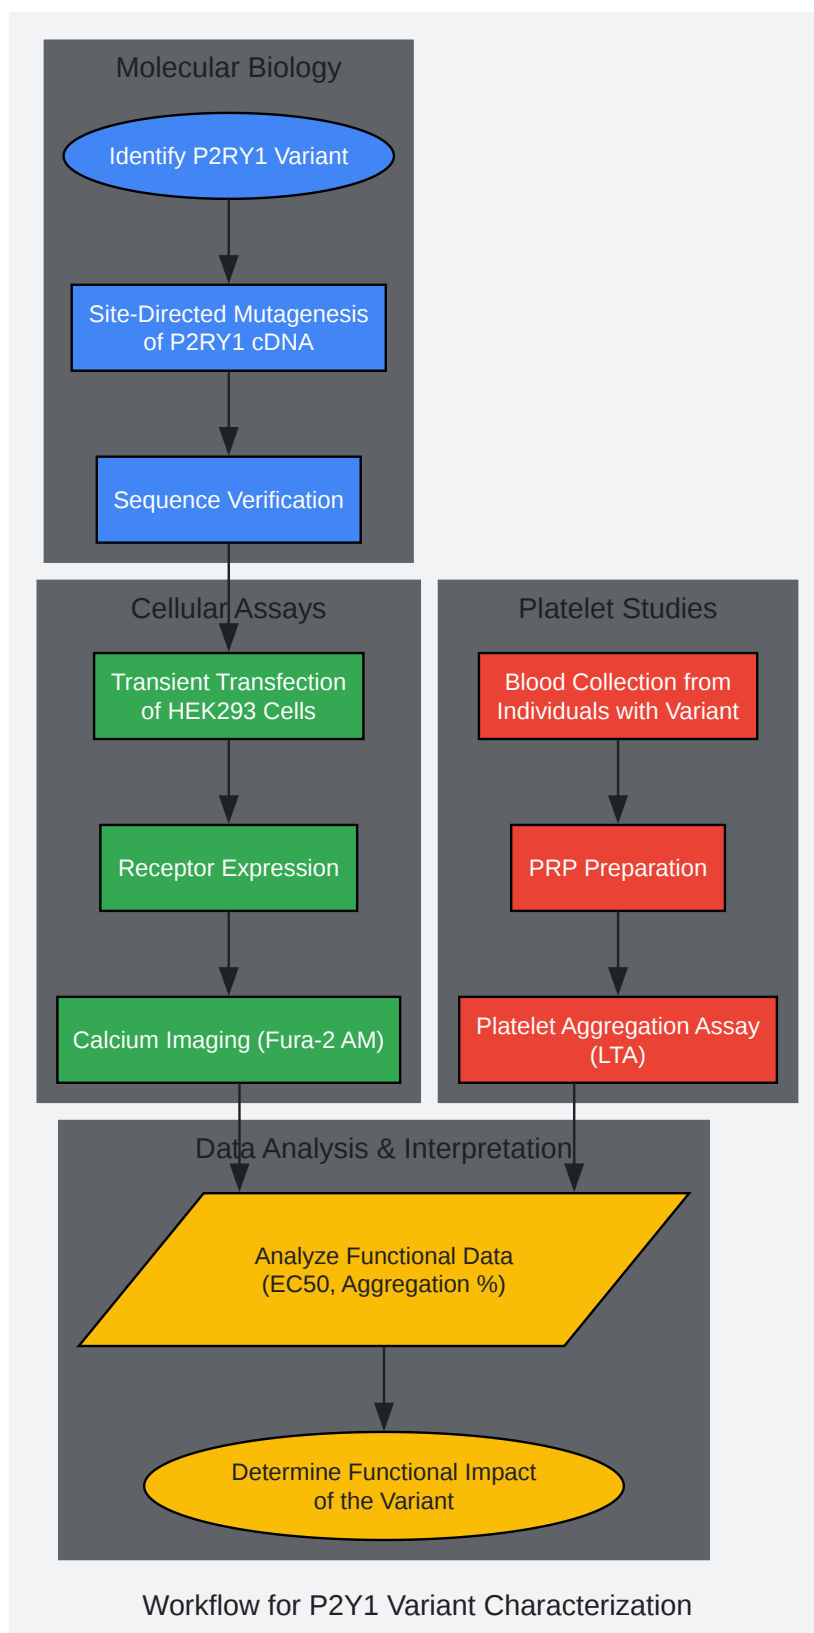 Molecular Biology
Identify P2RY1 Variant
Site-Directed Mutagenesis
of P2RY1 cDNA
Sequence Verification
Cellular Assays
Transient Transfection
of HEK293 Cells
Receptor Expression
Calcium Imaging (Fura-2 AM)
Platelet Studies
Blood Collection from
Individuals with Variant
PRP Preparation
Platelet Aggregation Assay
(LTA)
Data Analysis & Interpretation
Analyze Functional Data
(EC50, Aggregation %)
Determine Functional Impact
of the Variant
Workflow for P2Y1 Variant Characterization